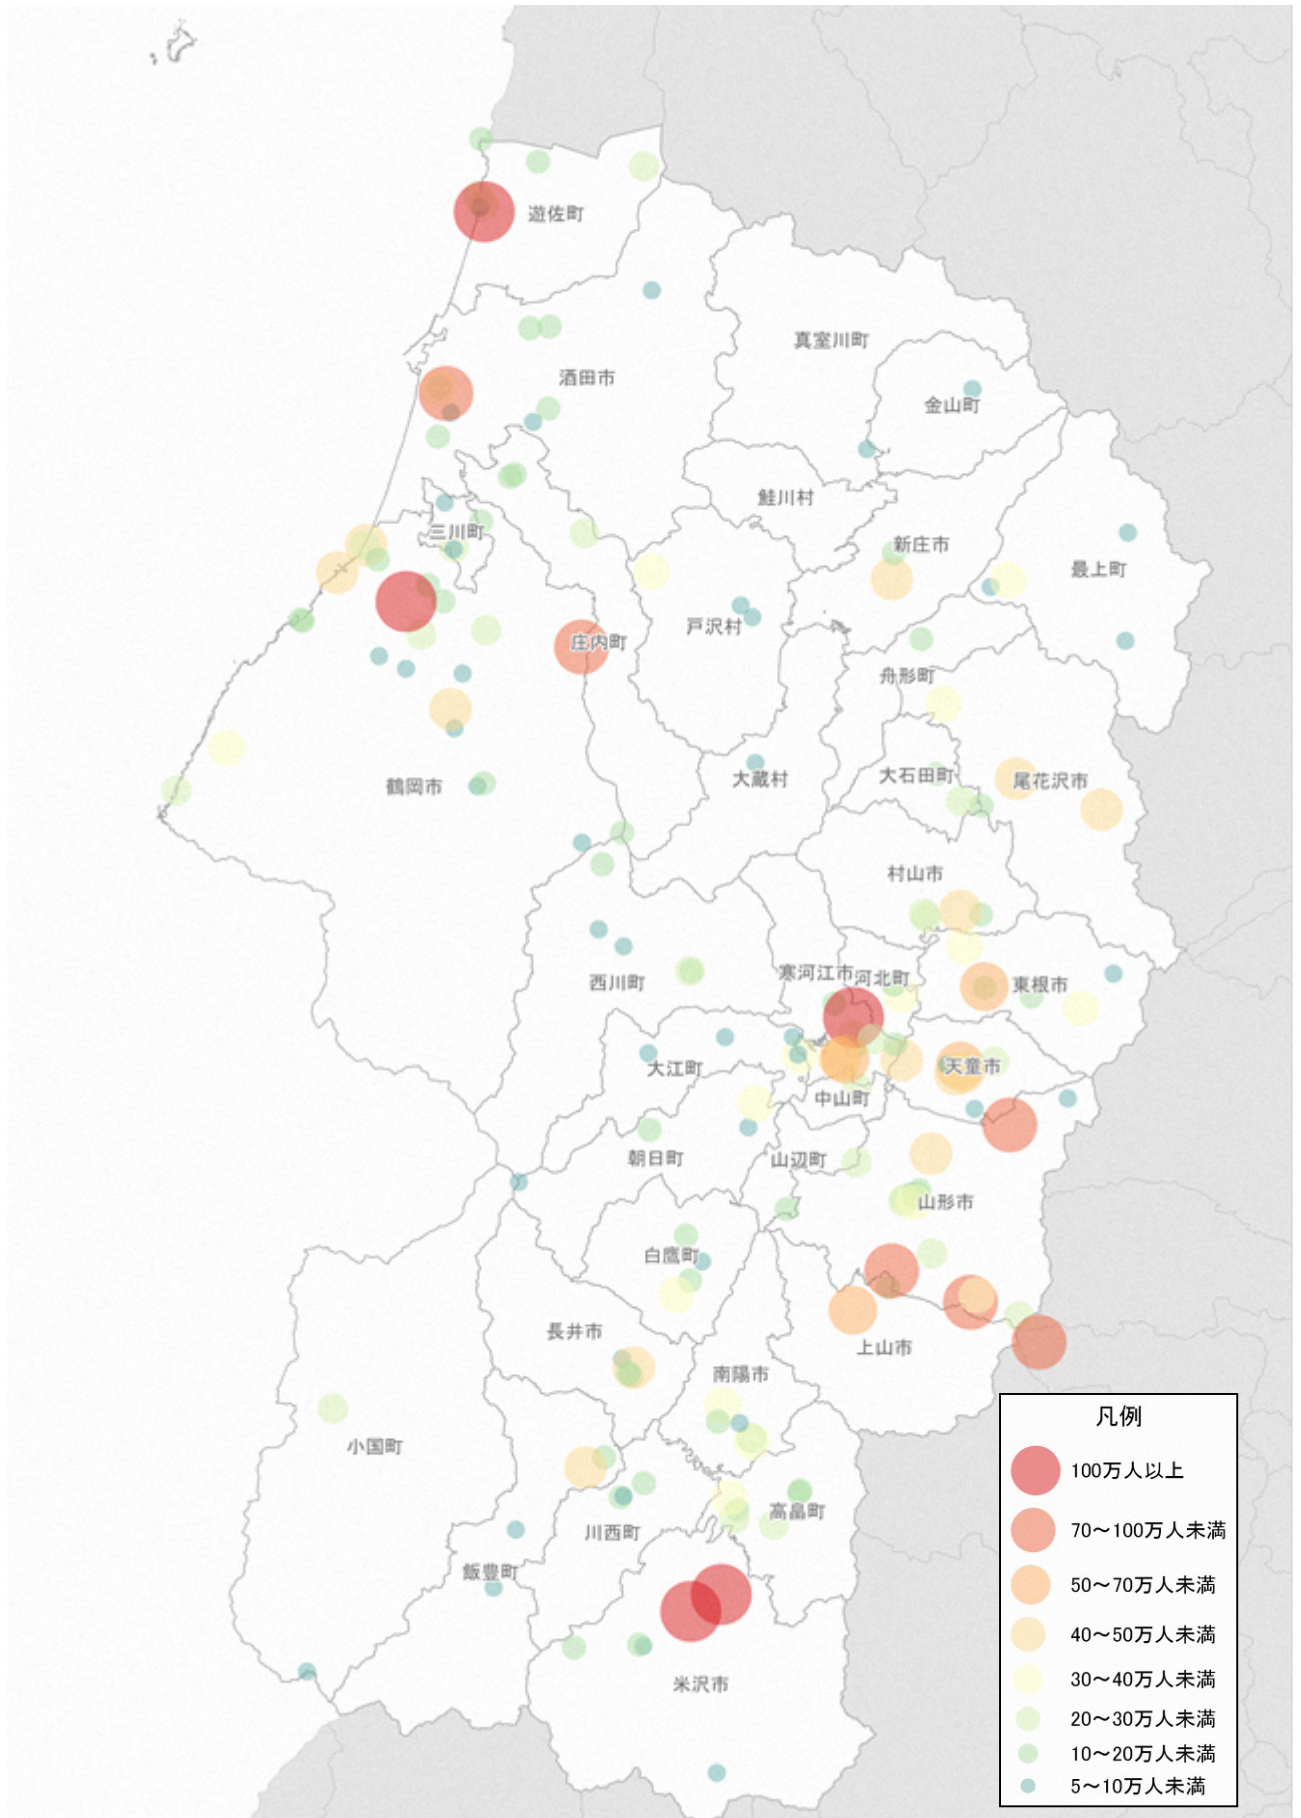 遊佐町
真室川町
酒田市
金山町
鮭川村
三川町
新庄市
最上町
戸沢村
庄内町
舟形町
大蔵村
大石田町
尾花沢市
鶴岡市
村山市
西川町
寒河江市
河北町
東根市
大江町
天童市
中山町
朝日町
山辺町
山形市
白鷹町
長井市
上山市
南陽市
小国町
高畠町
川西町
飯豊町
米沢市
凡例
100万人以上
70～100万人未満
50～70万人未満
40～50万人未満
30～40万人未満
20～30万人未満
10～20万人未満
5～10万人未満